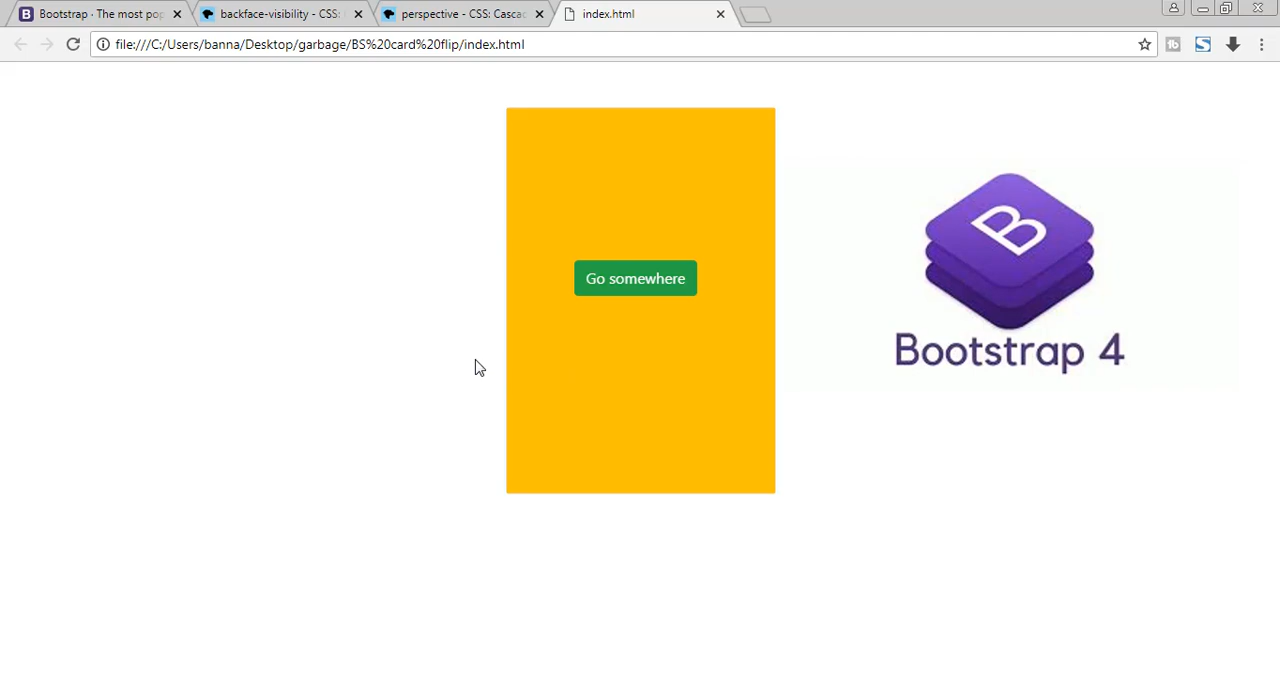 Bootstrap · The most pop
backface-visibility - CSS:
perspective - CSS: Cascad
index.html
file:///C:/Users/banna/Desktop/garbage/BS%20card%20flip/index.html
Go somewhere
B
Bootstrap 4